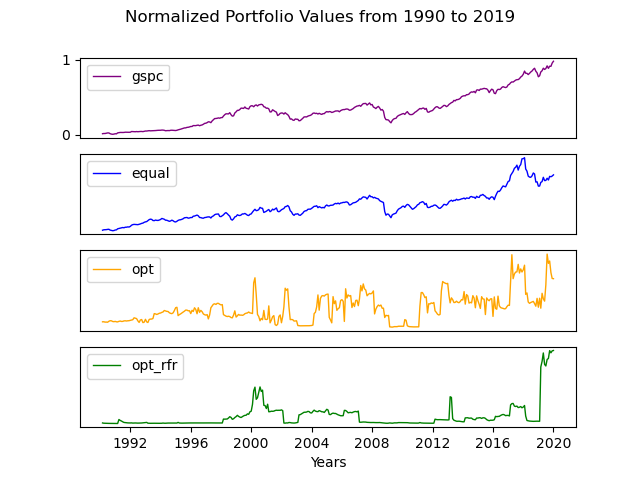 Normalized Portfolio Values from 1990 to 2019
1
gspc
0
equal
opt
opt_rfr
1992 1996 2000 2004 2008 2012 2016 2020
Years